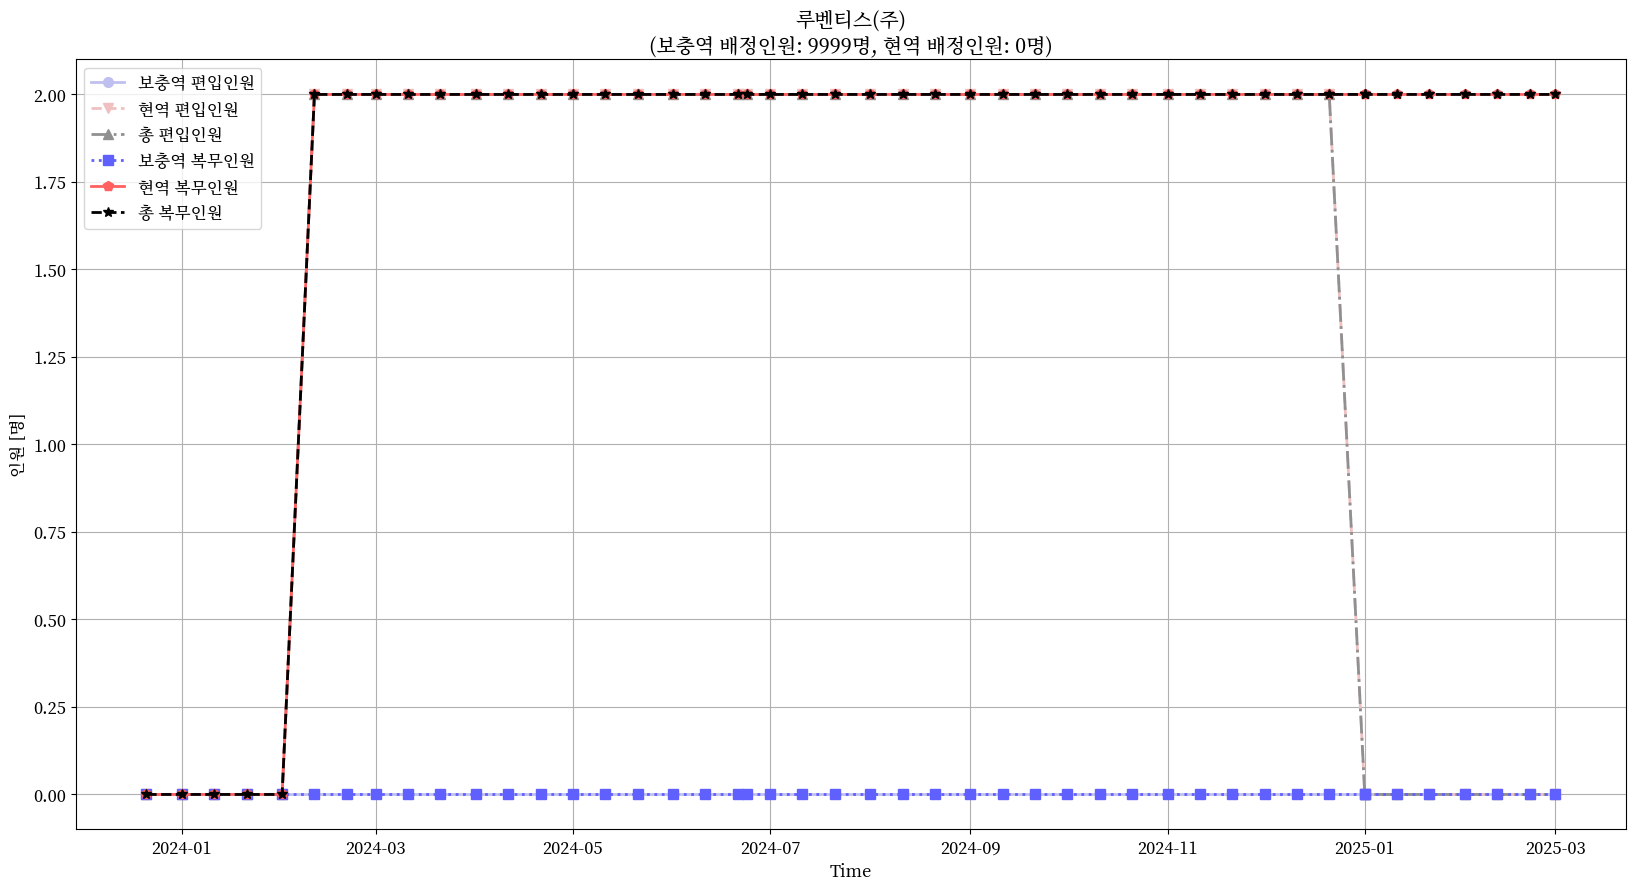 루벤티스(주)
(보충역 배정인원: 9999명, 현역 배정인원: 0명)
보충역 편입인원
현역 편입인원
총 편입인원
보충역 복무인원
현역 복무인원
총 복무인원
인원 [명]
2.00
1.75
1.50
1.25
1.00
0.75
0.50
0.25
0.00
2024-01 2024-03 2024-05 2024-07 2024-09 2024-11 2025-01 2025-03
Time